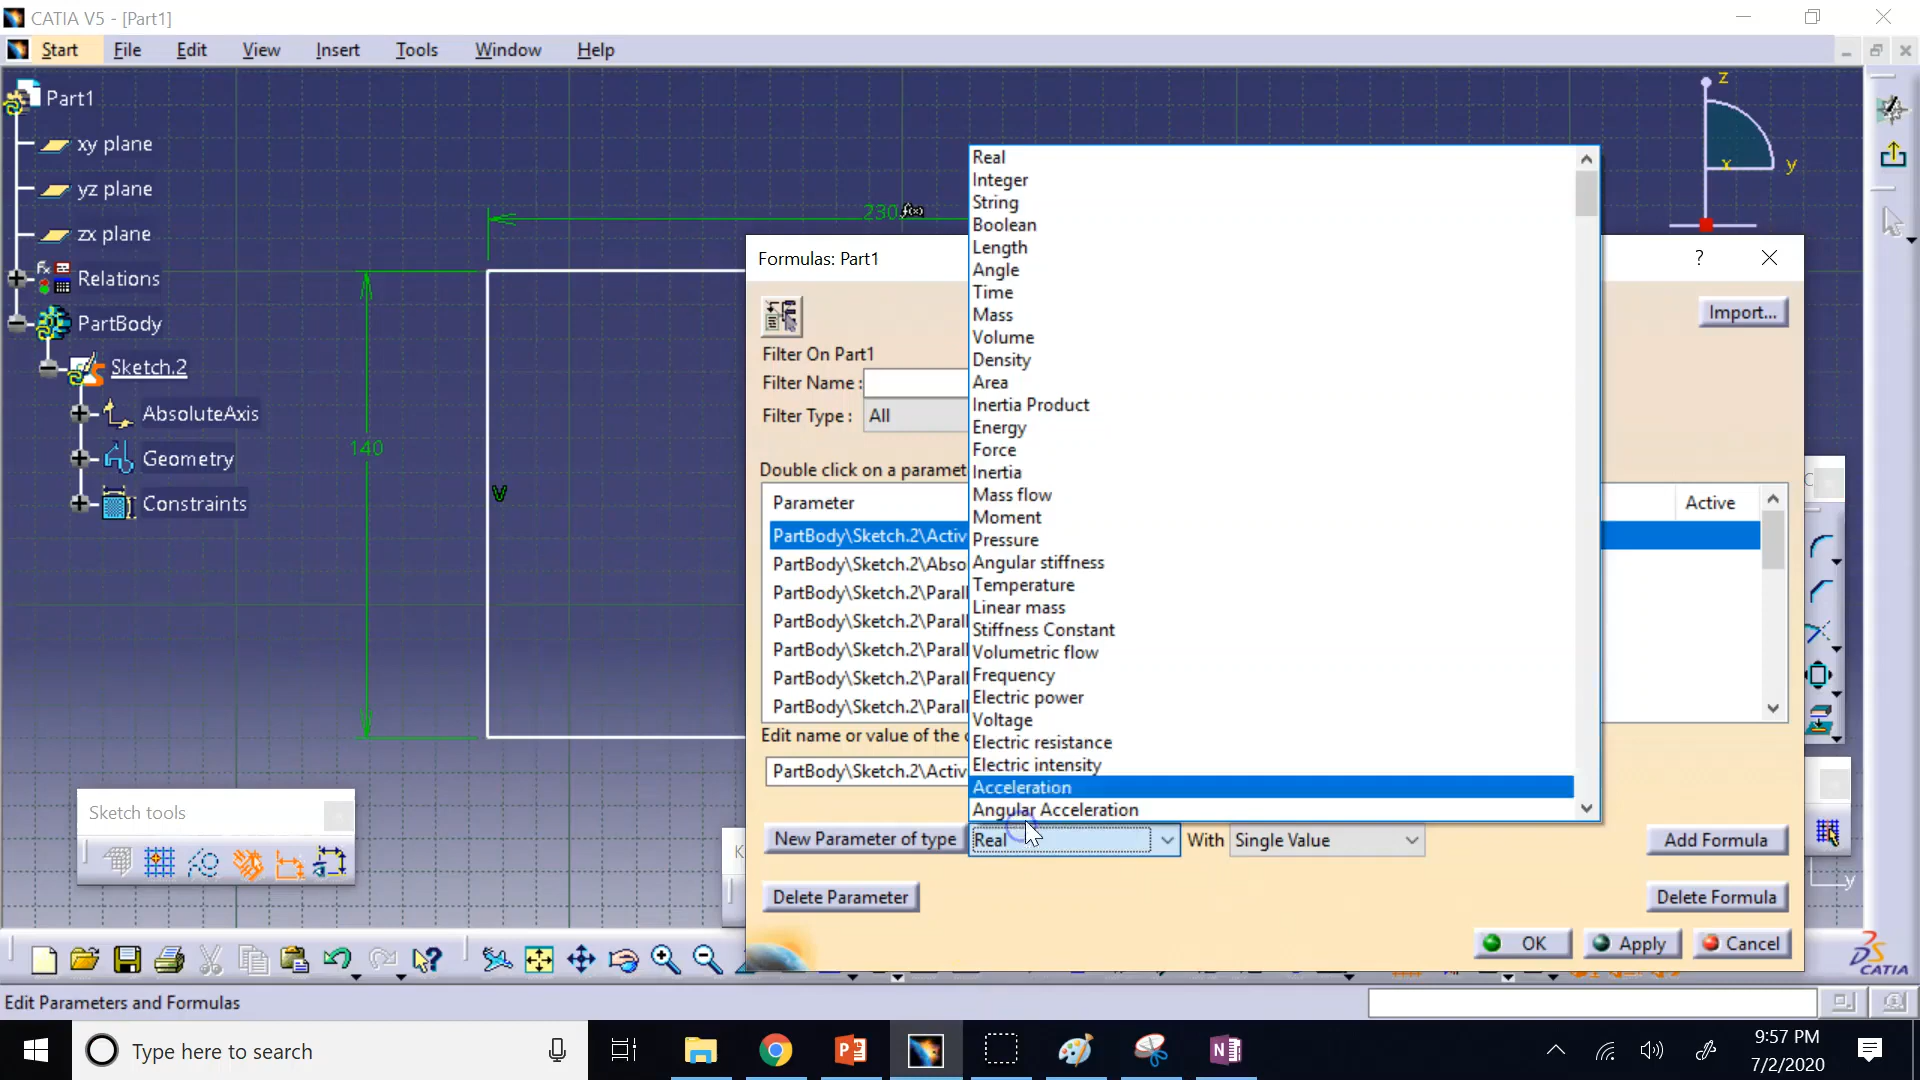 CATIA V5 - [Part1]
Start File Edit View Insert Tools Window Help
Part1
xy plane
yz plane
zx plane
Relations
PartBody
Sketch.2
AbsoluteAxis
Geometry
Constraints
230 f(x)
140
V
z
x
y
Formulas: Part1
?
Import...
Filter On Part1
Filter Name :
Filter Type : All
Double click on a paramet
Parameter
Active
PartBody\Sketch.2\Activ
PartBody\Sketch.2\Abso
PartBody\Sketch.2\Parall
PartBody\Sketch.2\Parall
PartBody\Sketch.2\Parall
PartBody\Sketch.2\Parall
PartBody\Sketch.2\Parall
Edit name or value of the c
PartBody\Sketch.2\Activ
Real
Integer
String
Boolean
Length
Angle
Time
Mass
Volume
Density
Area
Inertia Product
Energy
Force
Inertia
Mass flow
Moment
Pressure
Angular stiffness
Temperature
Linear mass
Stiffness Constant
Volumetric flow
Frequency
Electric power
Voltage
Electric resistance
Electric intensity
Acceleration
Angular Acceleration
New Parameter of type Real With Single Value Add Formula
Delete Parameter Delete Formula
OK Apply Cancel
Sketch tools
K
y
DS CATIA
Edit Parameters and Formulas
Type here to search
9:57 PM
7/2/2020